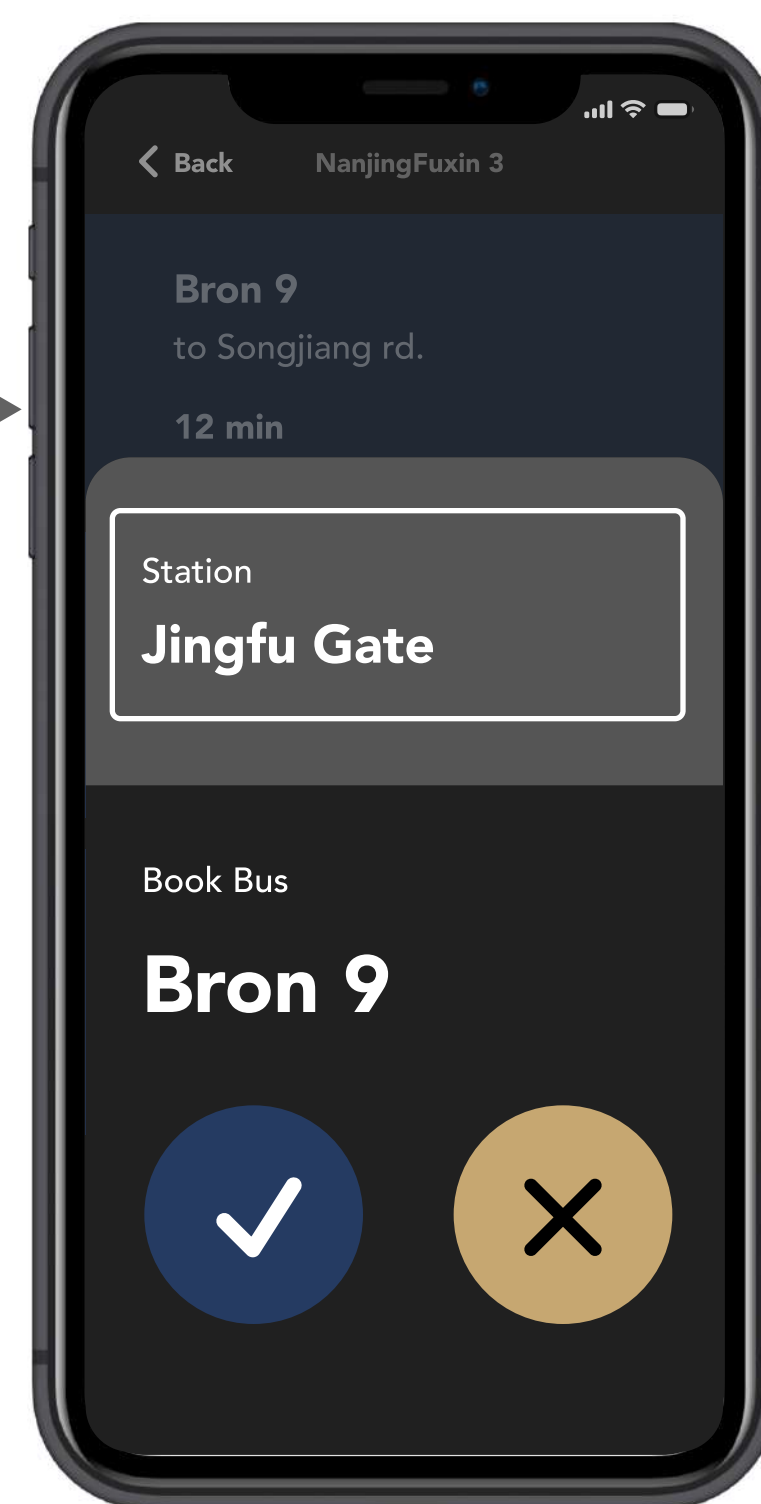 Back NanjingFuxin 3
Bron 9
to Songjiang rd.
12 min
Station
Jingfu Gate
Book Bus
Bron 9